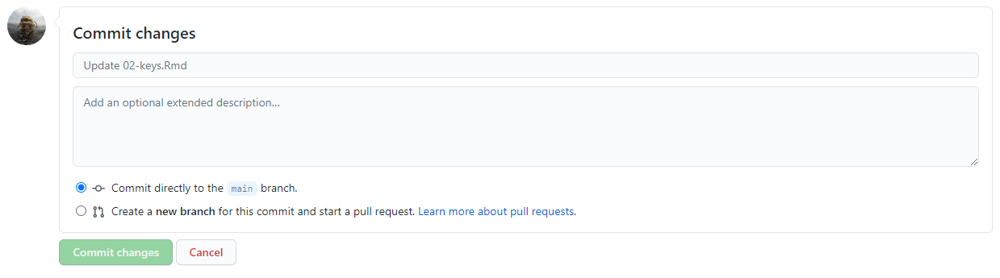 Commit changes
Update 02-keys.Rmd
Add an optional extended description...
Commit directly to the main branch.
Create a new branch for this commit and start a pull request. Learn more about pull requests.
Commit changes Cancel